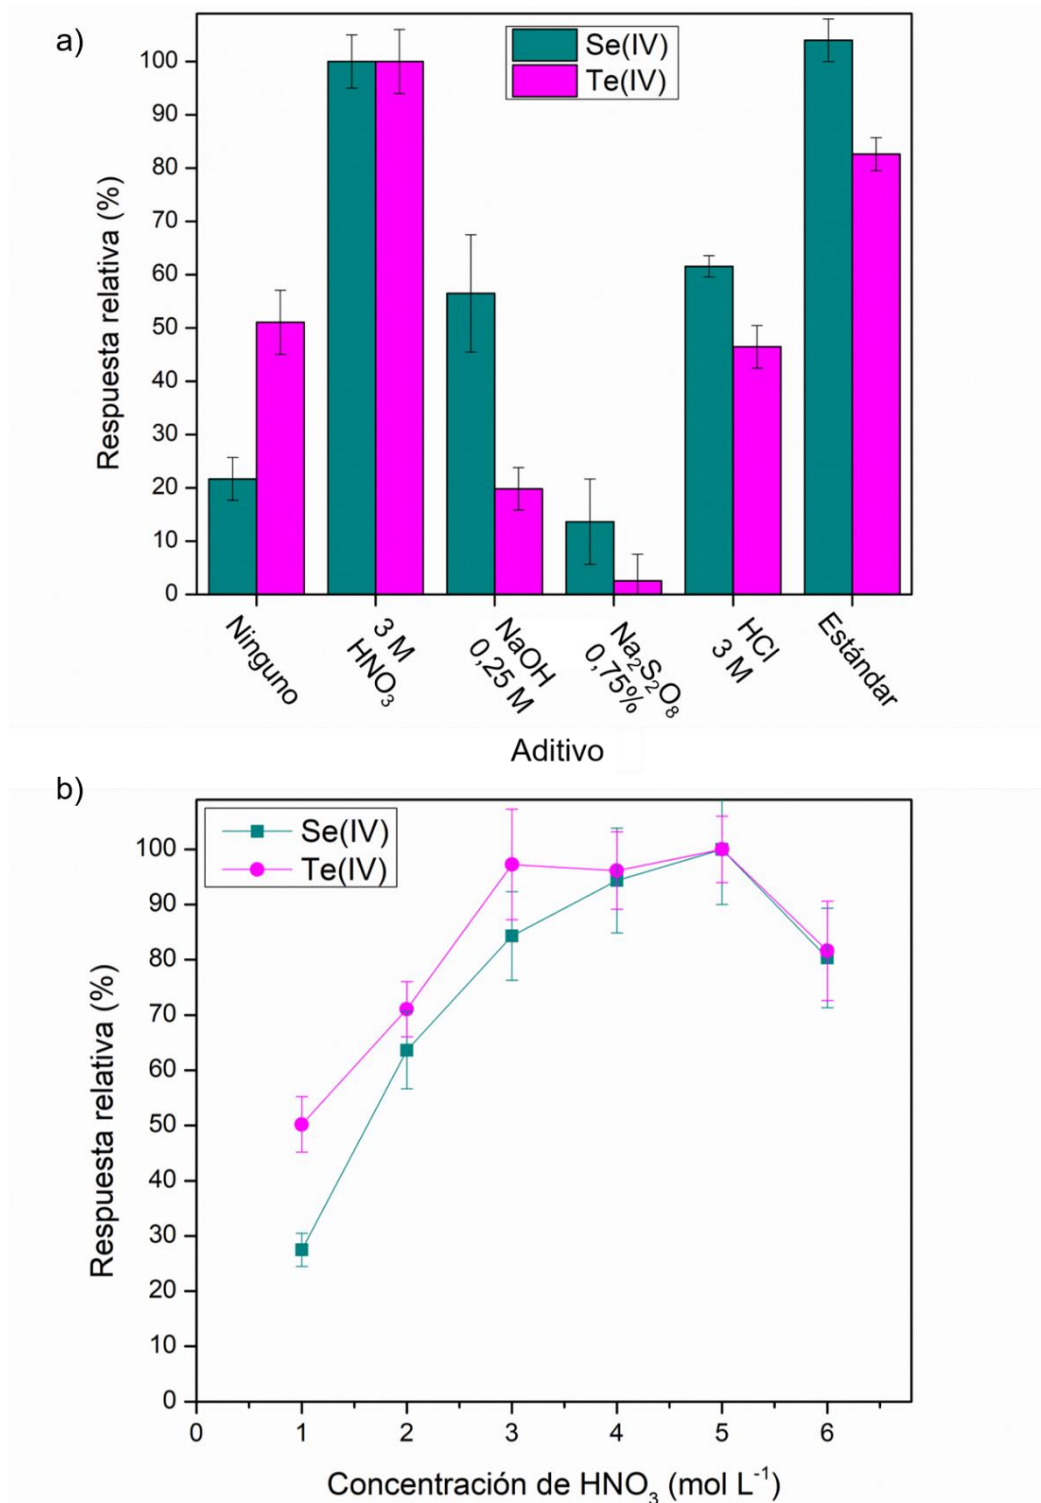 a)
Se(IV)
Te(IV)
Respuesta relativa (%)
100
90
80
70
60
50
40
30
20
10
0
Ninguno
3 M
HNO₃
NaOH
0,25 M
Na₂S₂O₈
0,75%
HCl
3 M
Estándar
Aditivo
b)
Se(IV)
Te(IV)
Respuesta relativa (%)
100
90
80
70
60
50
40
30
20
10
0
0 1 2 3 4 5 6
Concentración de HNO₃ (mol L⁻¹)